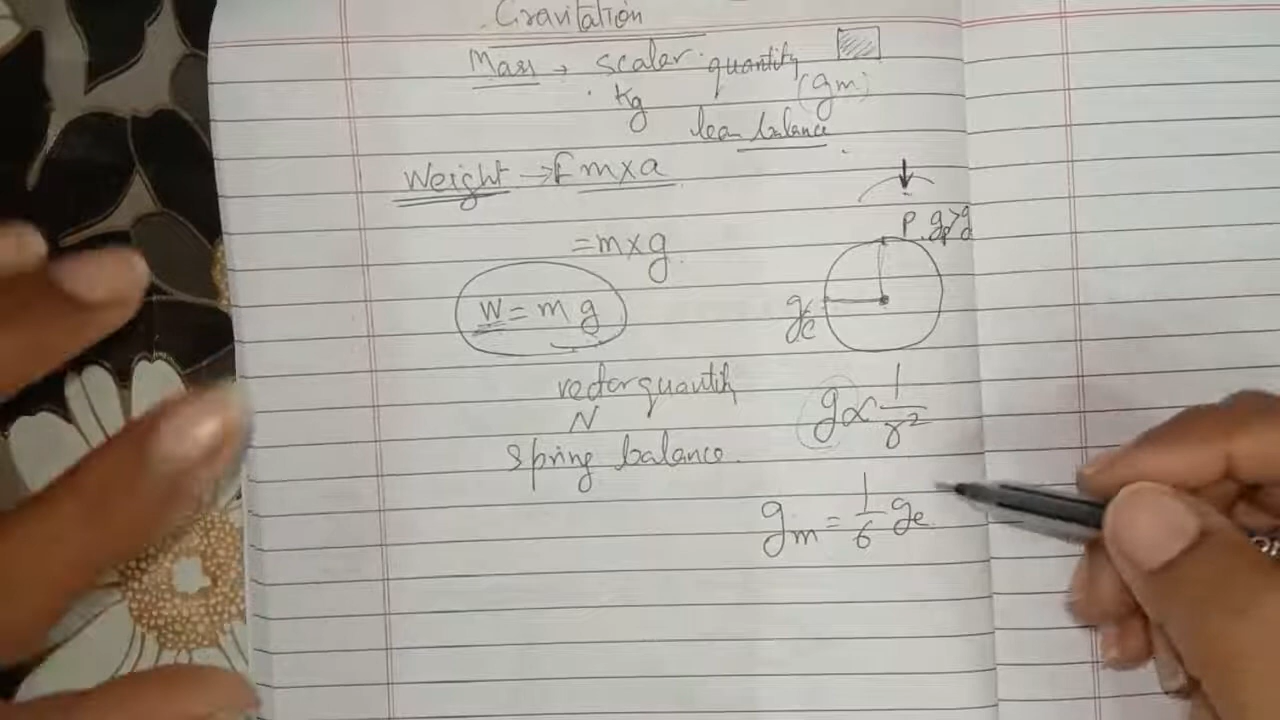 Gravitation
Mass → scaler quantity
Kg (gm)
beam balance
Weight → F m×a
= m×g
P gp>g
W = mg
ge
vector quantity
N
g∝1/r²
Spring balance
gm = 1/6 ge